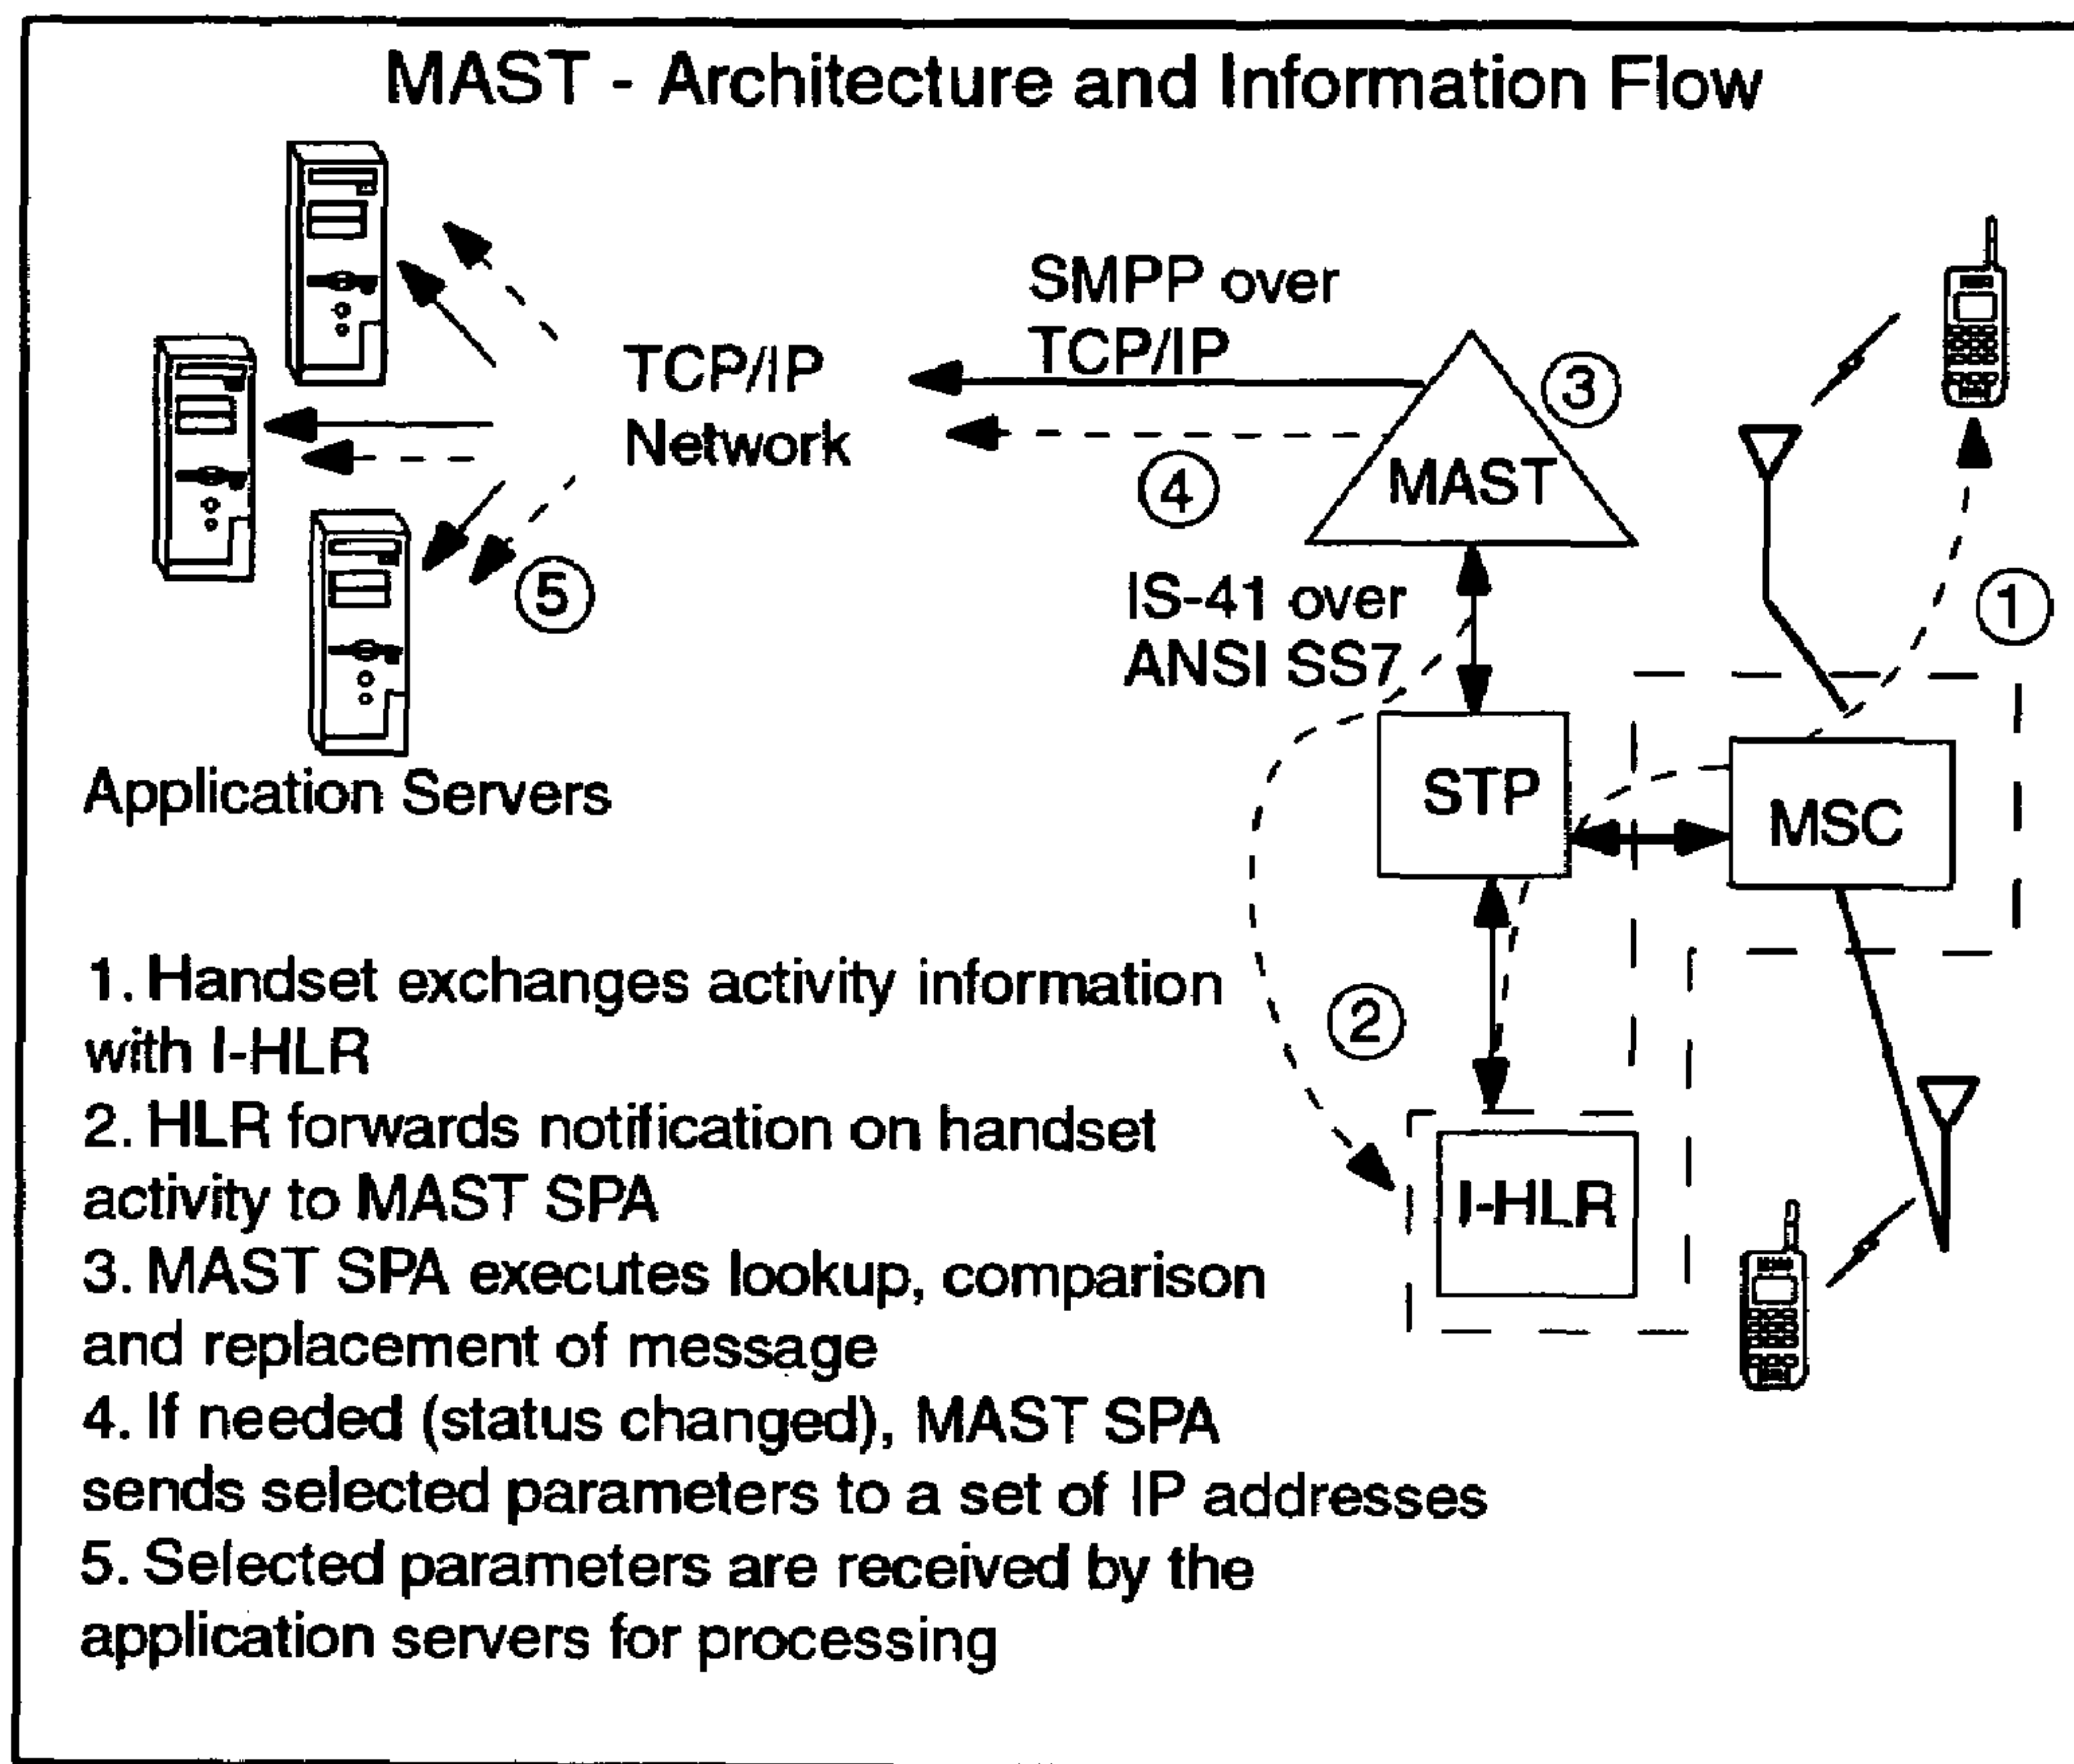 MAST - Architecture and Information Flow
SMPP over
TCP/IP
TCP/IP
Network
3
MAST
4
5
IS-41 over
ANSI SS7
1
STP
MSC
Application Servers
2
I-HLR
1. Handset exchanges activity information
with I-HLR
2. HLR forwards notification on handset
activity to MAST SPA
3. MAST SPA executes lookup, comparison
and replacement of message
4. If needed (status changed), MAST SPA
sends selected parameters to a set of IP addresses
5. Selected parameters are received by the
application servers for processing